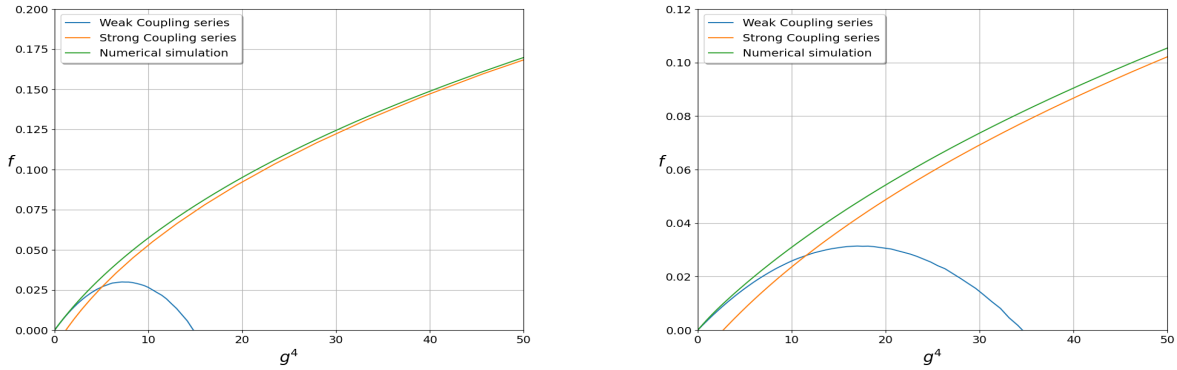 0.200
0.175
0.150
0.125
0.100
0.075
0.050
0.025
0.000
f
Weak Coupling series
Strong Coupling series
Numerical simulation
0 10 20 30 40 50
g⁴
0.12
0.10
0.08
0.06
0.04
0.02
0.00
f
Weak Coupling series
Strong Coupling series
Numerical simulation
0 10 20 30 40 50
g⁴